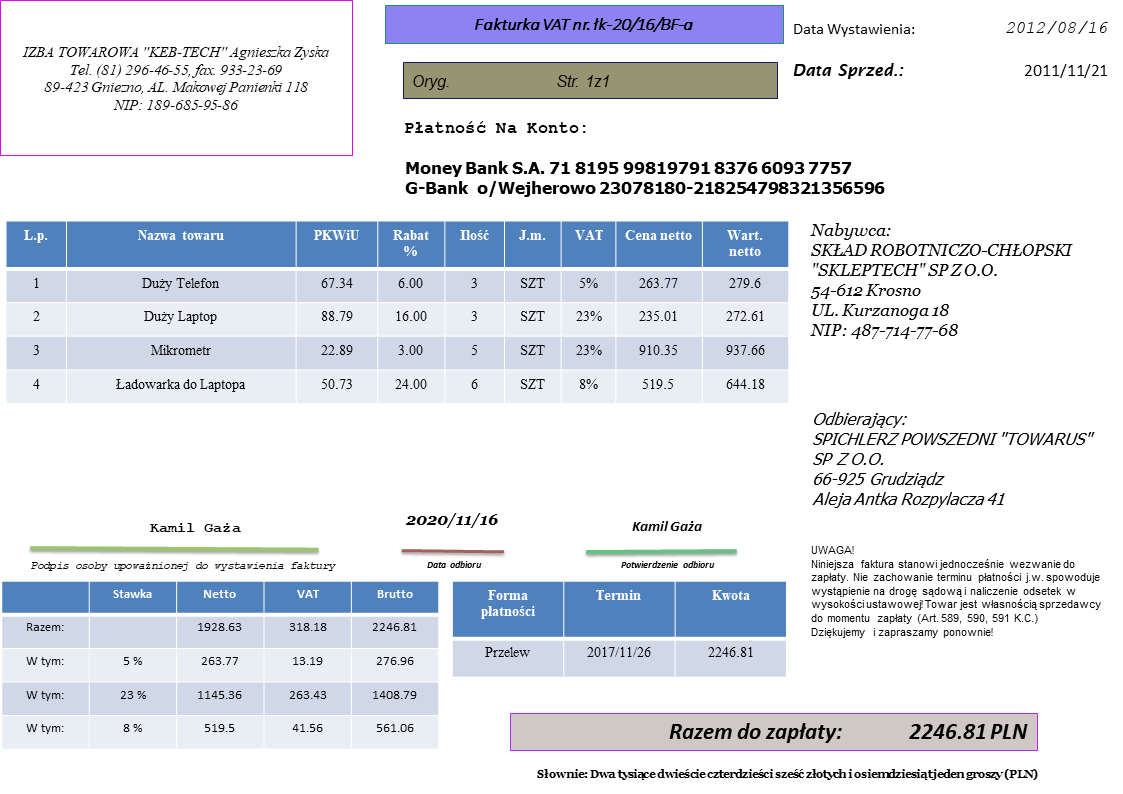 IZBA TOWAROWA "KEB-TECH" Agnieszka Zyska
Tel. (81) 296-46-55, fax. 933-23-69
89-423 Gniezno, AL. Makowej Panienki 118
NIP: 189-685-95-86
Fakturka VAT nr. łk-20/16/BF-a
Oryg. Str. 1z1
Data Wystawienia: 2012/08/16
Data Sprzed.: 2011/11/21
Płatność Na Konto:
Money Bank S.A. 71 8195 99819791 8376 6093 7757
G-Bank o/Wejherowo 23078180-218254798321356596
L.p. Nazwa towaru PKWiU Rabat % Ilość J.m. VAT Cena netto Wart. netto
1 Duży Telefon 67.34 6.00 3 SZT 5% 263.77 279.6
2 Duży Laptop 88.79 16.00 3 SZT 23% 235.01 272.61
3 Mikrometr 22.89 3.00 5 SZT 23% 910.35 937.66
4 Ładowarka do Laptopa 50.73 24.00 6 SZT 8% 519.5 644.18
Nabywca:
SKŁAD ROBOTNICZO-CHŁOPSKI
"SKLEPTECH" SP Z O.O.
54-612 Krosno
UL. Kurzanoga 18
NIP: 487-714-77-68
Odbierający:
SPICHLERZ POWSZEDNI "TOWARUS"
SP Z O.O.
66-925 Grudziądz
Aleja Antka Rozpylacza 41
Kamil Gaża
Podpis osoby upoważnionej do wystawienia faktury
2020/11/16
Data odbioru
Kamil Gaża
Potwierdzenie odbioru
UWAGA!
Niniejsza faktura stanowi jednocześnie wezwanie do
zapłaty. Nie zachowanie terminu płatności j.w. spowoduje
wystąpienie na drogę sądową i naliczenie odsetek w
wysokości ustawowej! Towar jest własnością sprzedawcy
do momentu zapłaty (Art. 589, 590, 591 K.C.)
Dziękujemy i zapraszamy ponownie!
Stawka Netto VAT Brutto
Razem: 1928.63 318.18 2246.81
W tym: 5 % 263.77 13.19 276.96
W tym: 23 % 1145.36 263.43 1408.79
W tym: 8 % 519.5 41.56 561.06
Forma płatności Termin Kwota
Przelew 2017/11/26 2246.81
Razem do zapłaty: 2246.81 PLN
Słownie: Dwa tysiące dwieście czterdzieści sześć złotych i osiemdziesiąt jeden groszy (PLN)